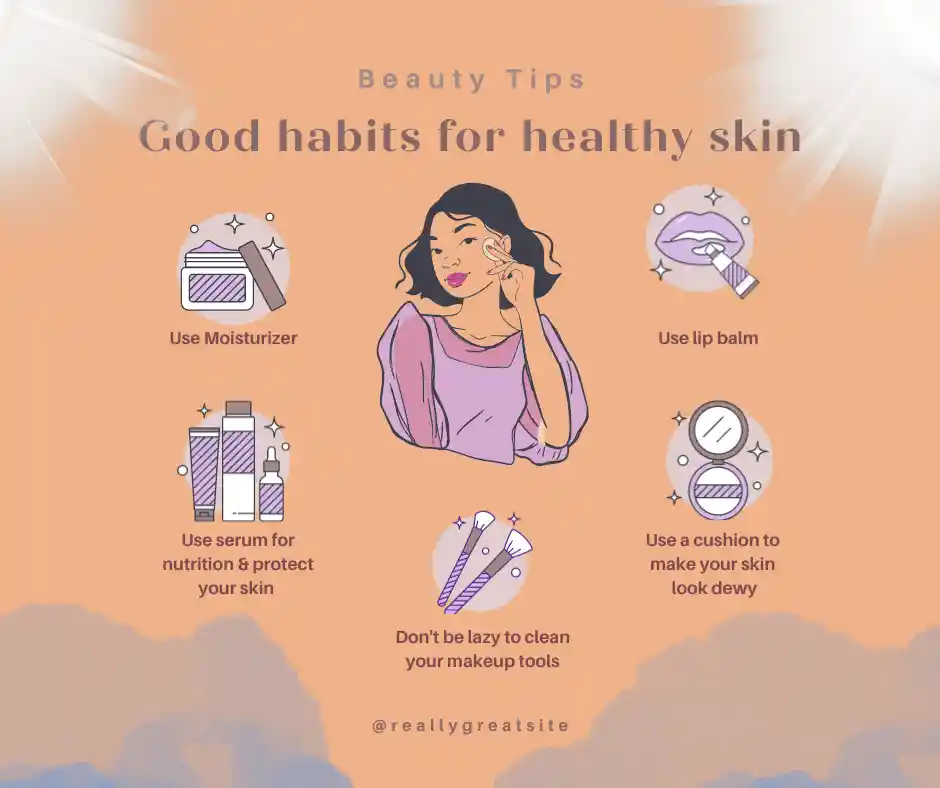 Beauty Tips
Good habits for healthy skin
Use Moisturizer
Use lip balm
Use serum for
nutrition & protect
your skin
Use a cushion to
make your skin
look dewy
Don't be lazy to clean
your makeup tools
@reallygreatsite